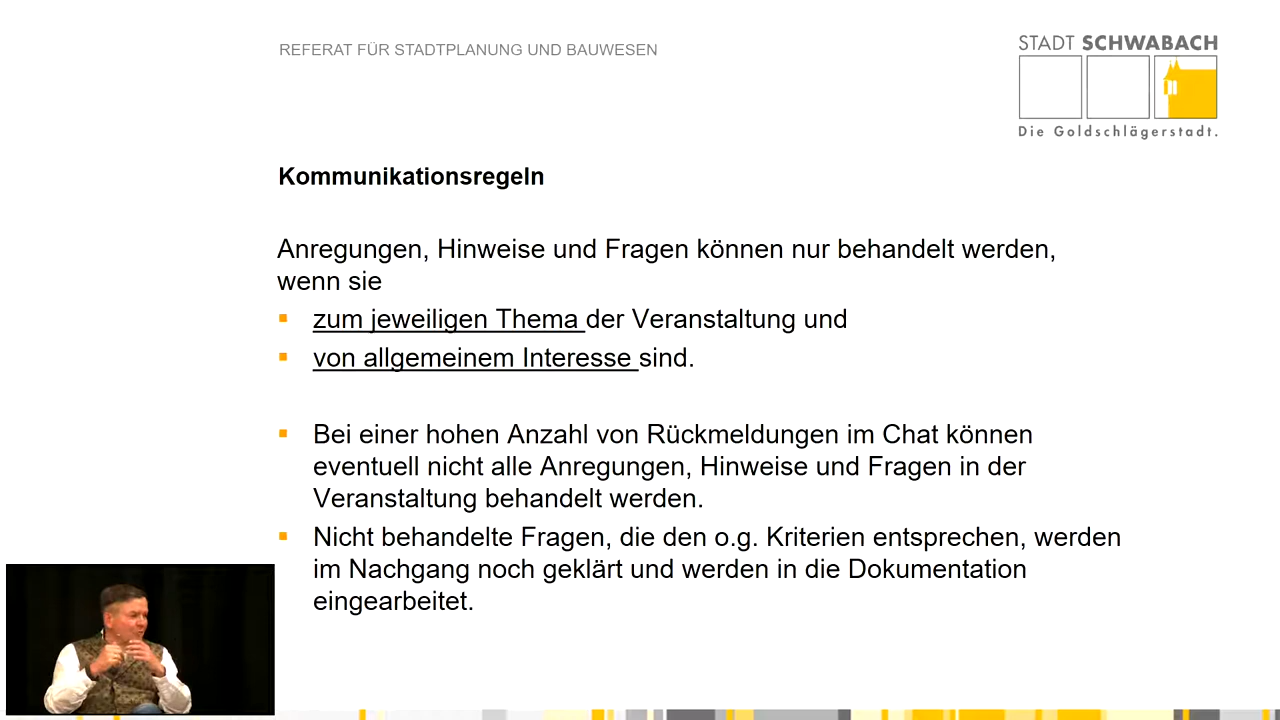 REFERAT FÜR STADTPLANUNG UND BAUWESEN
STADT SCHWABACH
Die Goldschlägerstadt.
Kommunikationsregeln
Anregungen, Hinweise und Fragen können nur behandelt werden,
wenn sie
zum jeweiligen Thema der Veranstaltung und
von allgemeinem Interesse sind.
Bei einer hohen Anzahl von Rückmeldungen im Chat können
eventuell nicht alle Anregungen, Hinweise und Fragen in der
Veranstaltung behandelt werden.
Nicht behandelte Fragen, die den o.g. Kriterien entsprechen, werden
im Nachgang noch geklärt und werden in die Dokumentation
eingearbeitet.